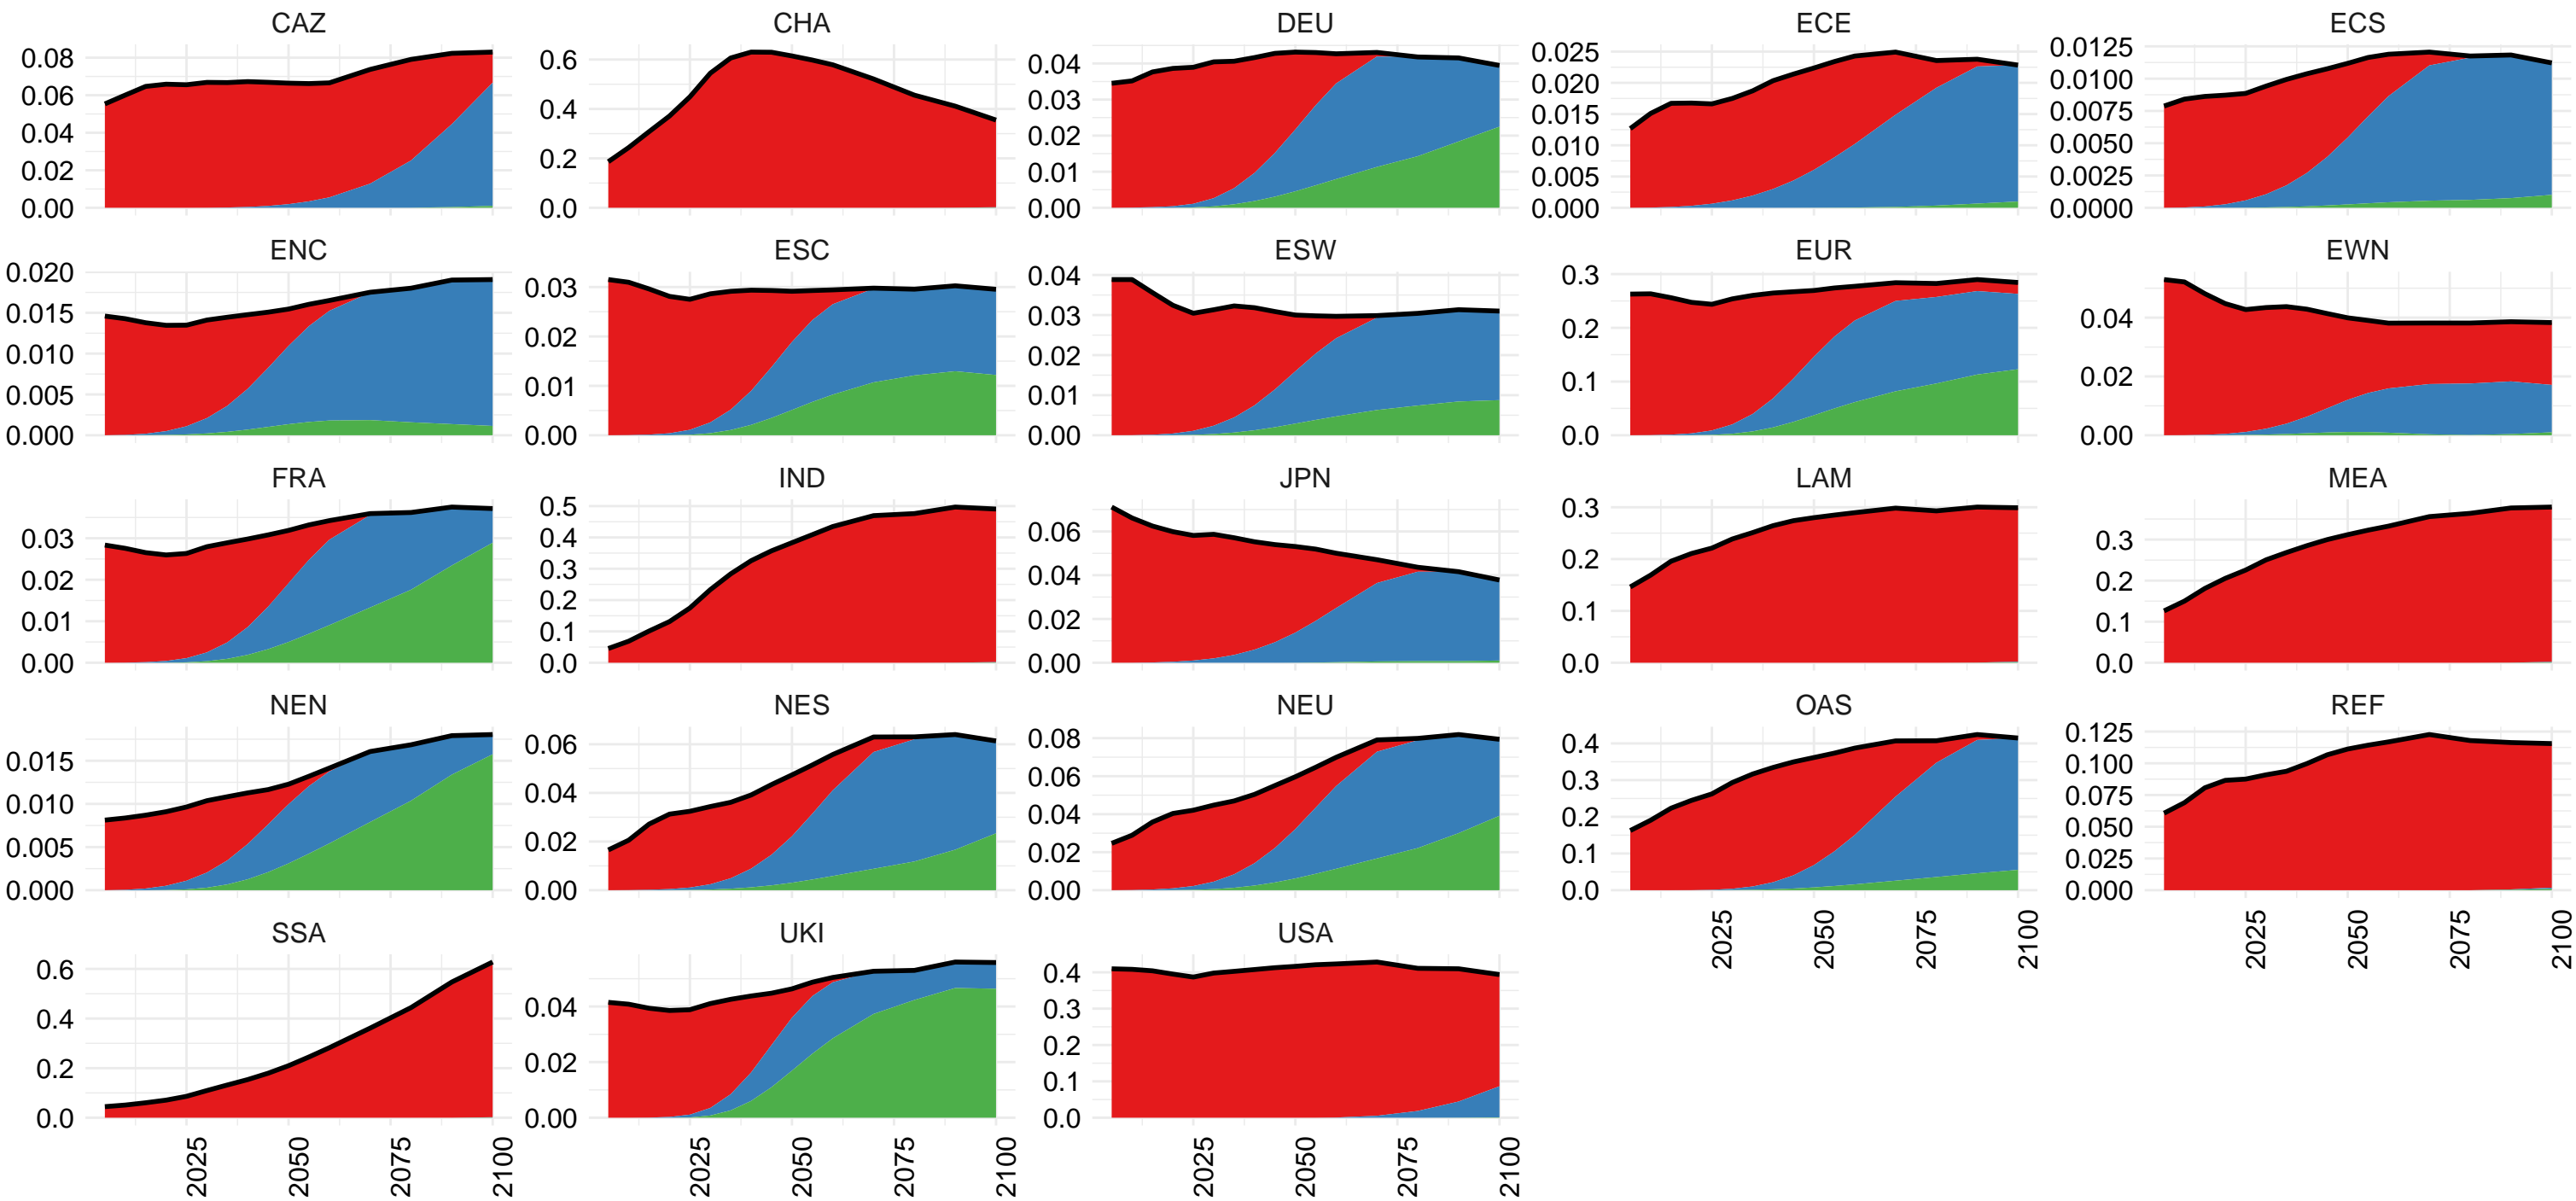 CAZ CHA DEU ECE ECS
0.08 0.06 0.04 0.02 0.00
0.6 0.4 0.2 0.0
0.04 0.03 0.02 0.01 0.00
0.025 0.020 0.015 0.010 0.005 0.000
0.0125 0.0100 0.0075 0.0050 0.0025 0.0000
ENC ESC ESW EUR EWN
0.020 0.015 0.010 0.005 0.000
0.03 0.02 0.01 0.00
0.04 0.03 0.02 0.01 0.00
0.3 0.2 0.1 0.0
0.04 0.02 0.00
FRA IND JPN LAM MEA
0.03 0.02 0.01 0.00
0.5 0.4 0.3 0.2 0.1 0.0
0.06 0.04 0.02 0.00
0.3 0.2 0.1 0.0
0.3 0.2 0.1 0.0
NEN NES NEU OAS REF
0.015 0.010 0.005 0.000
0.06 0.04 0.02 0.00
0.08 0.06 0.04 0.02 0.00
0.4 0.3 0.2 0.1 0.0
0.125 0.100 0.075 0.050 0.025 0.000
2025 2050 2075 2100
2025 2050 2075 2100
SSA UKI USA
0.6 0.4 0.2 0.0
0.04 0.02 0.00
0.4 0.3 0.2 0.1 0.0
2025 2050 2075 2100
2025 2050 2075 2100
2025 2050 2075 2100